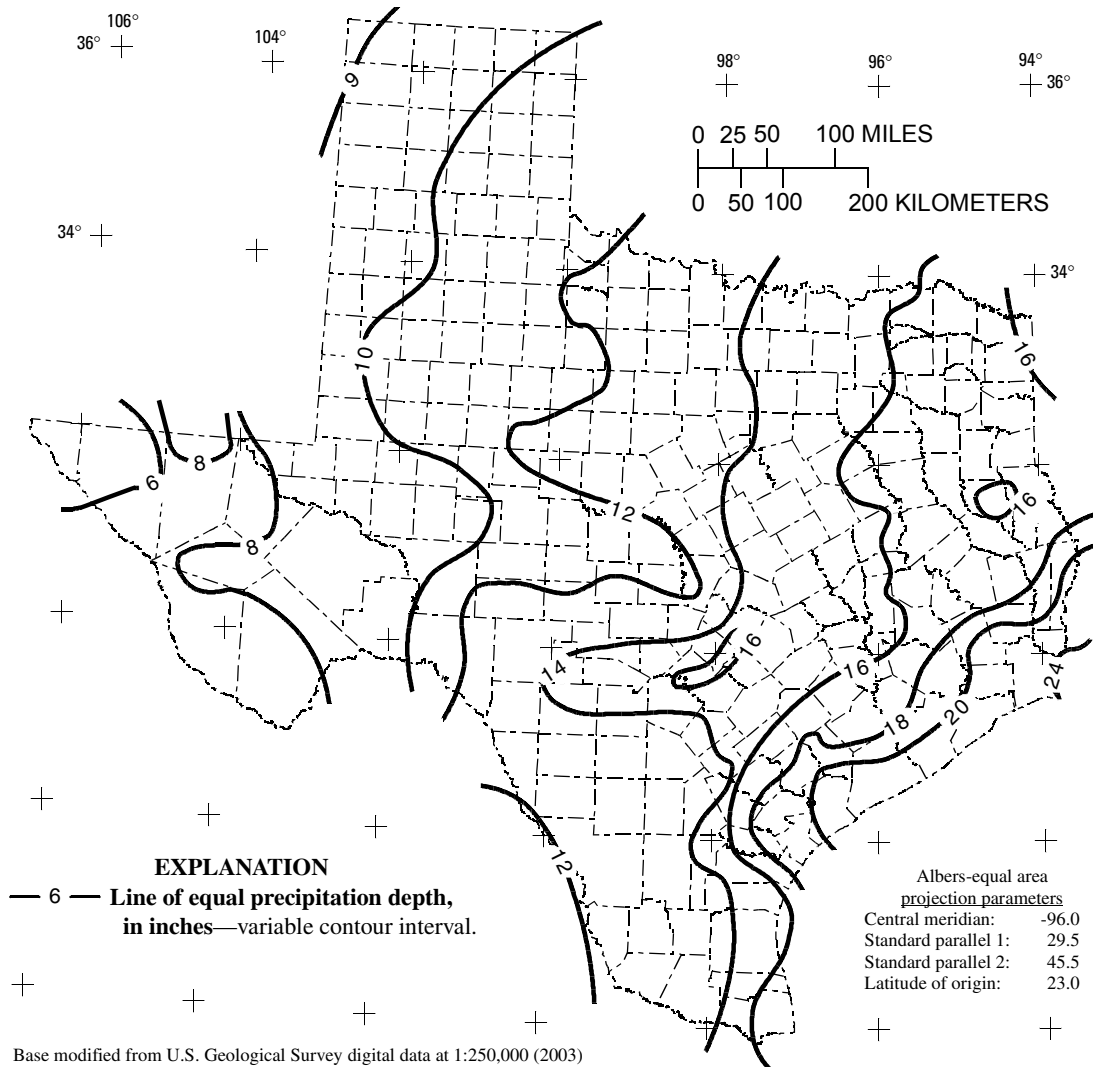 106°
36°
104°
98°
96°
94°
36°
9
0 25 50 100 MILES
0 50 100 200 KILOMETERS
34°
34°
10
16
8
6
12
16
8
14
16
16
24
18
20
12
EXPLANATION
6 Line of equal precipitation depth,
in inches—variable contour interval.
Albers-equal area
projection parameters
Central meridian: -96.0
Standard parallel 1: 29.5
Standard parallel 2: 45.5
Latitude of origin: 23.0
Base modified from U.S. Geological Survey digital data at 1:250,000 (2003)